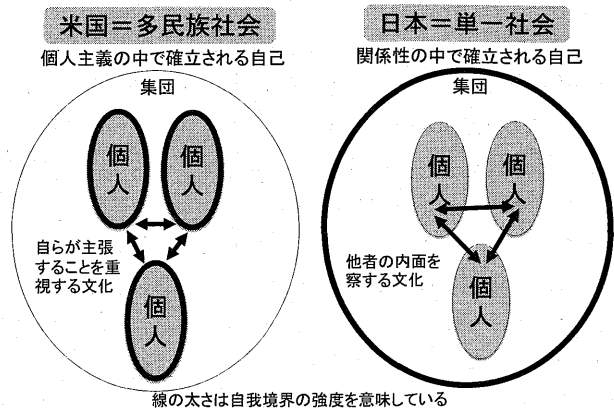 米国＝多民族社会
個人主義の中で確立される自己
集団
個人
個人
自らが主張
することを重
視する文化
個人
日本＝単一社会
関係性の中で確立される自己
集団
個人
個人
他者の内面を
察する文化
個人
線の太さは自我境界の強度を意味している